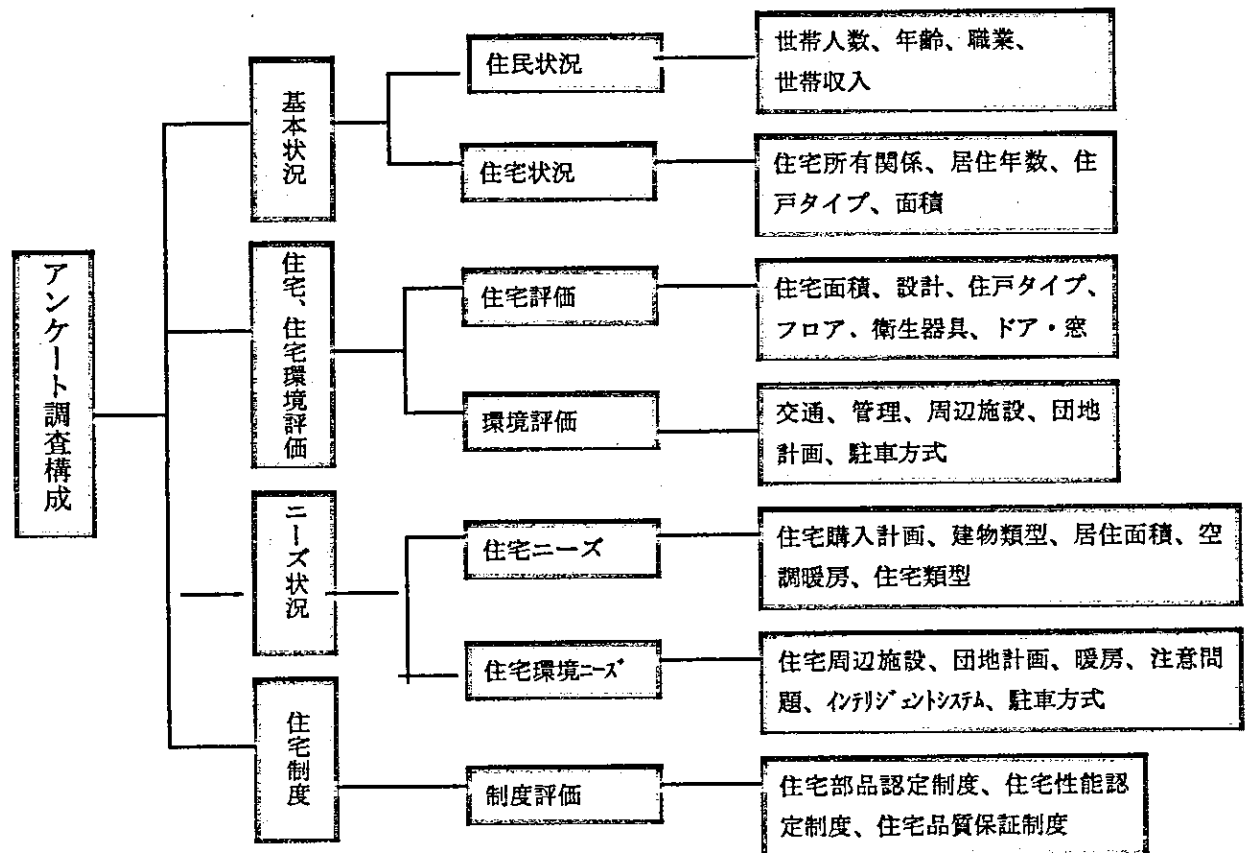 アンケート調査構成
基本状況
住民状況
世帯人数、年齢、職業、
世帯収入
住宅状況
住宅所有関係、居住年数、住
戸タイプ、面積
住宅、住宅環境評価
住宅評価
住宅面積、設計、住戸タイプ、
フロア、衛生器具、ドア・窓
環境評価
交通、管理、周辺施設、団地
計画、駐車方式
ニーズ状況
住宅ニーズ
住宅購入計画、建物類型、居住面積、空
調暖房、住宅類型
住宅環境ニーズ
住宅周辺施設、団地計画、暖房、注意問
題、インテリジェントシステム、駐車方式
住宅制度
制度評価
住宅部品認定制度、住宅性能認
定制度、住宅品質保証制度